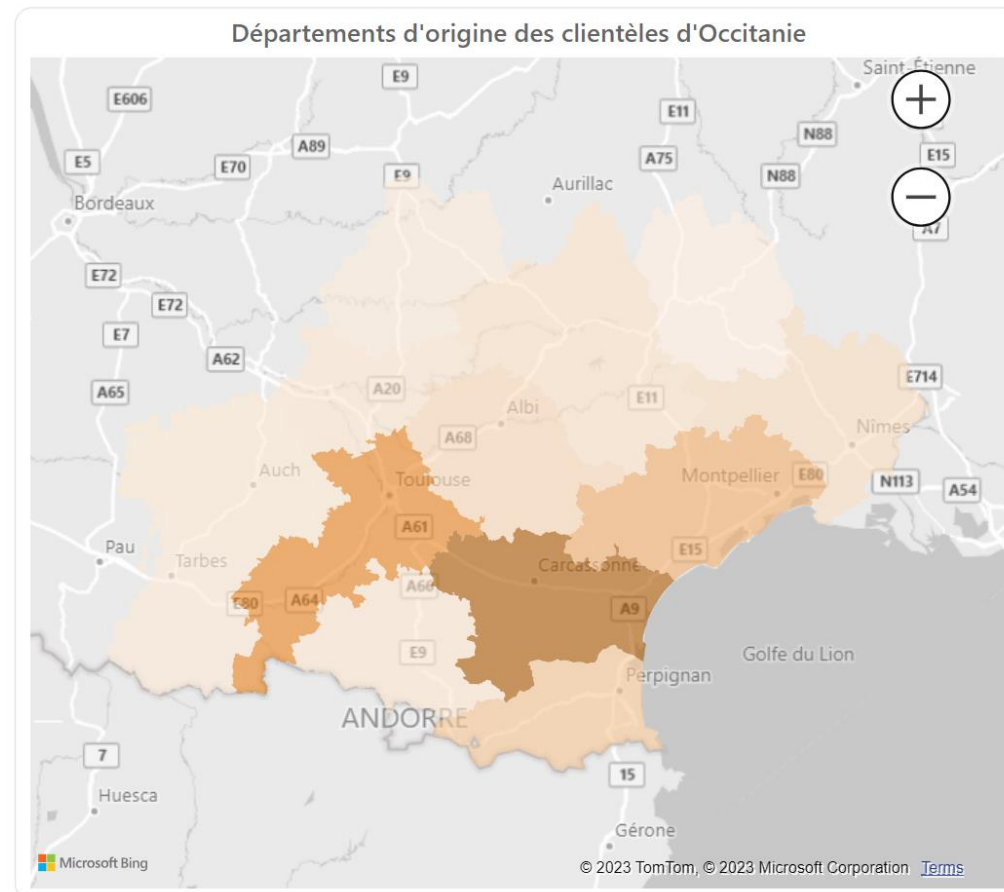 Départements d'origine des clientèles d'Occitanie
Saint-Étienne
E9
E606
E11
N88
A89
E15
E5
E70
A75
E9
N88
Aurillac
Bordeaux
A7
E72
E72
E7
A62
E714
A65
A20
E11
Albi
Nîmes
A68
Auch
Toulouse
Montpellier
E80
N113
A54
A61
Pau
Tarbes
E15
Carcassonne
A66
E80
A64
A9
E9
Golfe du Lion
Perpignan
ANDORRE
7
15
Huesca
Gérone
Microsoft Bing
© 2023 TomTom, © 2023 Microsoft Corporation Terms